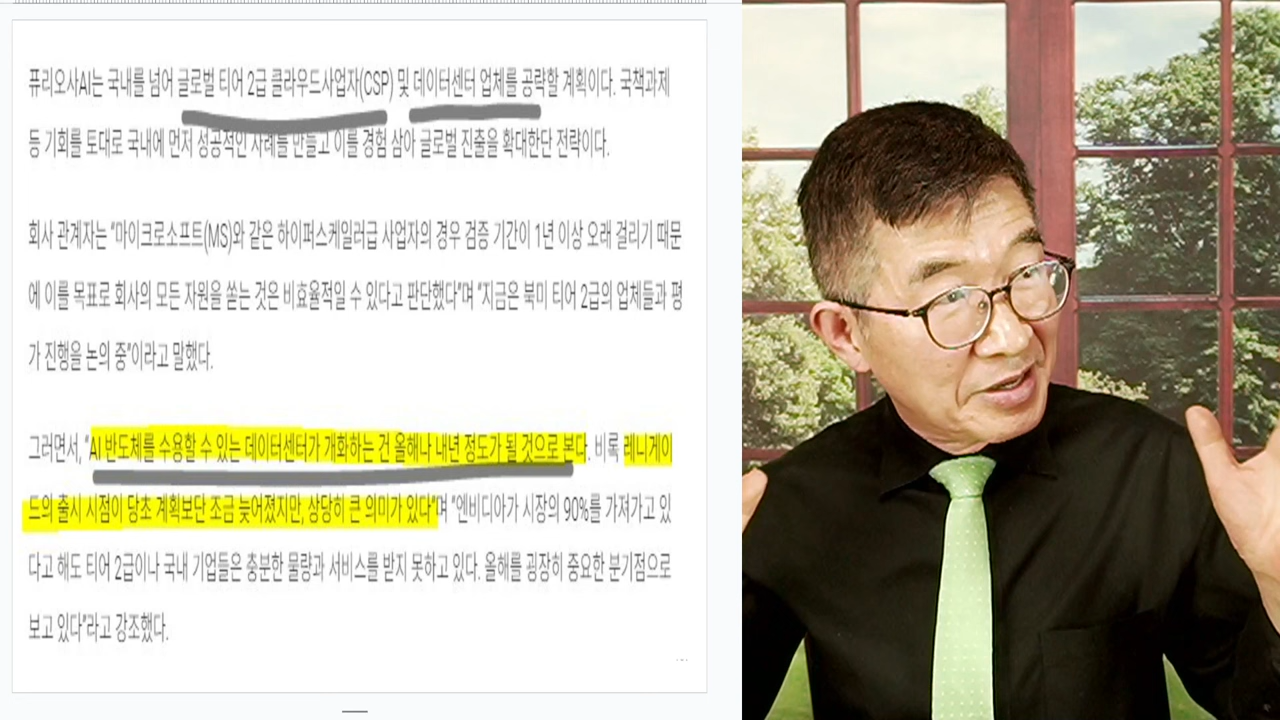 퓨리오사AI는 국내를 넘어 글로벌 티어 2급 클라우드사업자(CSP) 및 데이터센터 업체를 공략할 계획이다. 국책과제
등 기회를 토대로 국내에 먼저 성공적인 사례를 만들고 이를 경험 삼아 글로벌 진출을 확대한단 전략이다.
회사 관계자는 “마이크로소프트(MS)와 같은 하이퍼스케일러급 사업자의 경우 검증 기간이 1년 이상 오래 걸리기 때문
에 이를 목표로 회사의 모든 자원을 쏟는 것은 비효율적일 수 있다고 판단했다”며 “지금은 북미 티어 2급의 업체들과 평
가 진행을 논의 중”이라고 말했다.
그러면서, “AI 반도체를 수용할 수 있는 데이터센터가 개화하는 건 올해나 내년 정도가 될 것으로 본다. 비록 레니게이
드의 출시 시점이 당초 계획보단 조금 늦어졌지만, 상당히 큰 의미가 있다”며 “엔비디아가 시장의 90%를 가져가고 있
다고 해도 티어 2급이나 국내 기업들은 충분한 물량과 서비스를 받지 못하고 있다. 올해를 굉장히 중요한 분기점으로
보고 있다”라고 강조했다.